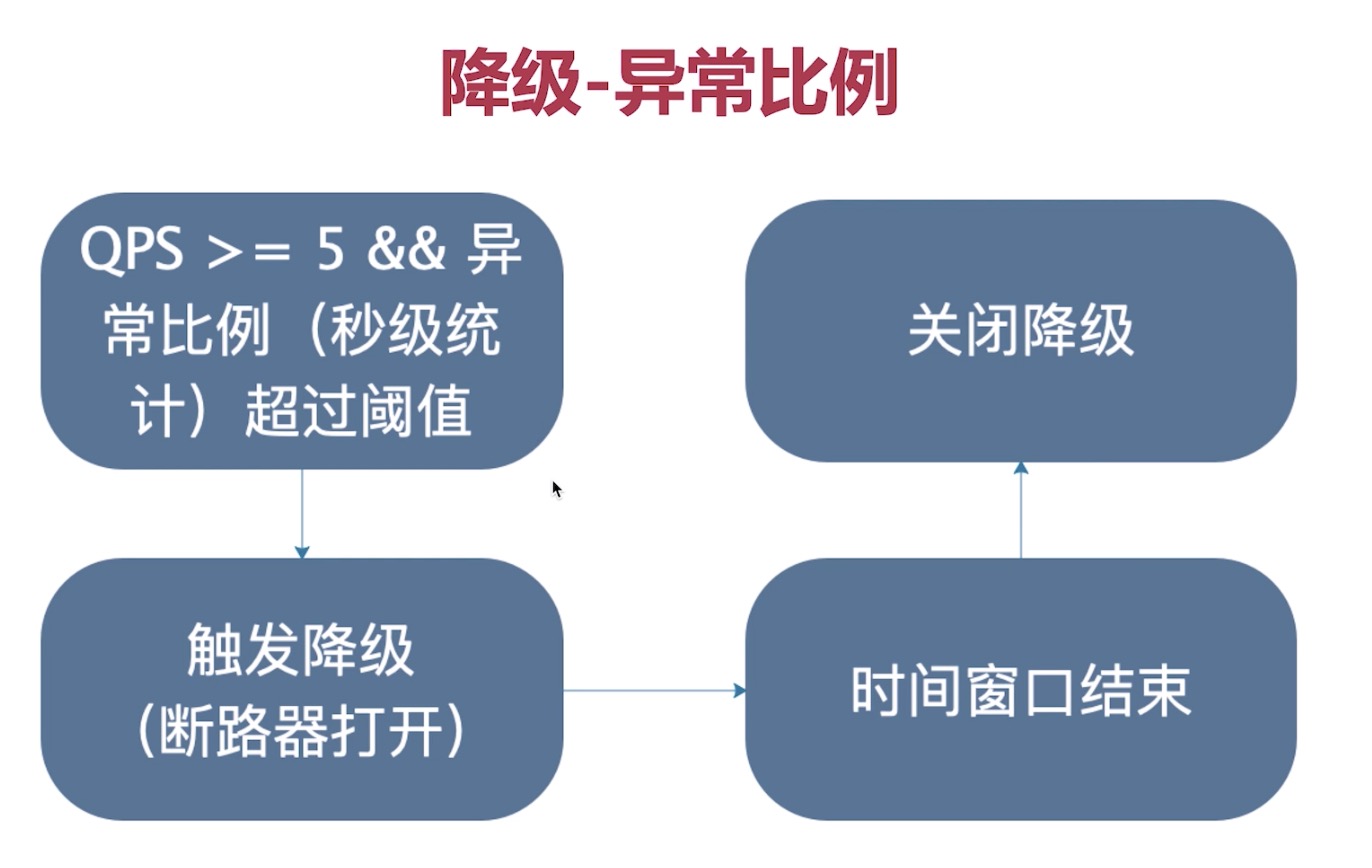 降级-异常比例
QPS >= 5 && 异
常比例（秒级统
计）超过阈值
触发降级
（断路器打开）
时间窗口结束
关闭降级